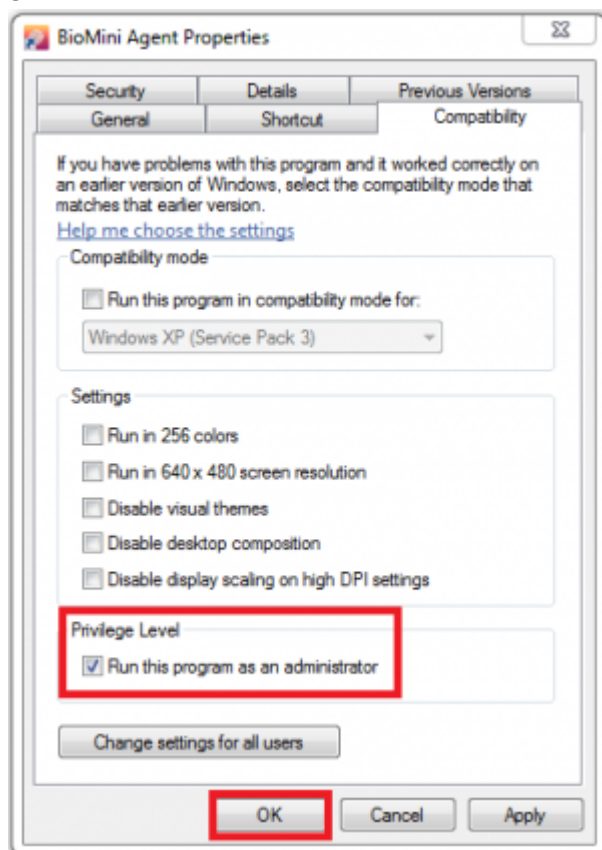 BioMini Agent Properties
Security Details Previous Versions
General Shortcut Compatibility
If you have problems with this program and it worked correctly on
an earlier version of Windows, select the compatibility mode that
matches that earlier version.
Help me choose the settings
Compatibility mode
Run this program in compatibility mode for:
Windows XP (Service Pack 3)
Settings
Run in 256 colors
Run in 640 x 480 screen resolution
Disable visual themes
Disable desktop composition
Disable display scaling on high DPI settings
Privilege Level
Run this program as an administrator
Change settings for all users
OK Cancel Apply